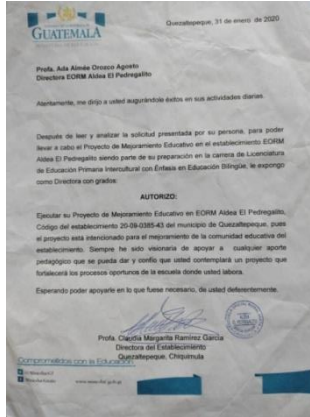 GUATEMALA
Quezaltepeque, 31 de enero de 2020
Profa. Ada Aimée Orozco Agosto
Directora EORM Aldea El Pedregalito
Atentamente, me dirijo a usted augurándole éxitos en sus actividades diarias.
Después de leer y analizar la solicitud presentada por su persona, para poder
llevar a cabo el Proyecto de Mejoramiento Educativo en el establecimiento EORM
Aldea El Pedregalito siendo parte de su preparación en la carrera de Licenciatura
de Educación Primaria Intercultural con Énfasis en Educación Bilingüe, le expongo
como Directora con grados:
AUTORIZO:
Ejecutar su Proyecto de Mejoramiento Educativo en EORM Aldea El Pedregalito,
Código del establecimiento 20-09-0385-43 del municipio de Quezaltepeque, pues
el proyecto está intencionado para el mejoramiento de la comunidad educativa del
establecimiento. Siempre he sido visionaria de apoyar a cualquier aporte
pedagógico que se pueda dar y confío que usted contemplará un proyecto que
fortalecerá los procesos oportunos de la escuela donde usted labora.
Esperando poder apoyarle en lo que fuese necesario, de usted deferentemente.
Profa. Claudia Margarita Ramírez García
Directora del Establecimiento
Quezaltepeque, Chiquimula
Comprometidos con la Educación